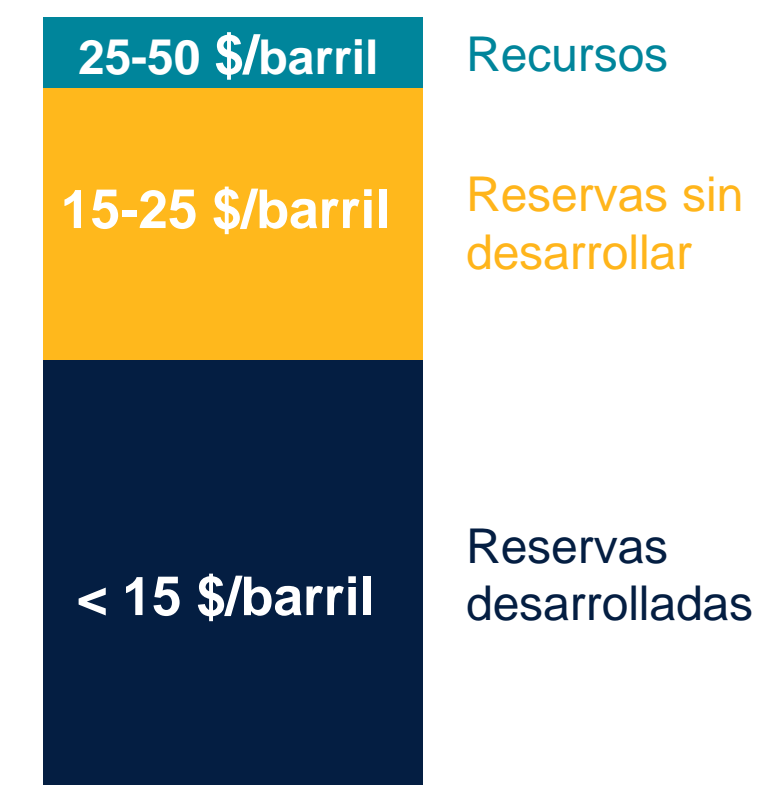 25-50 $/barril
Recursos
15-25 $/barril
Reservas sin
desarrollar
< 15 $/barril
Reservas
desarrolladas